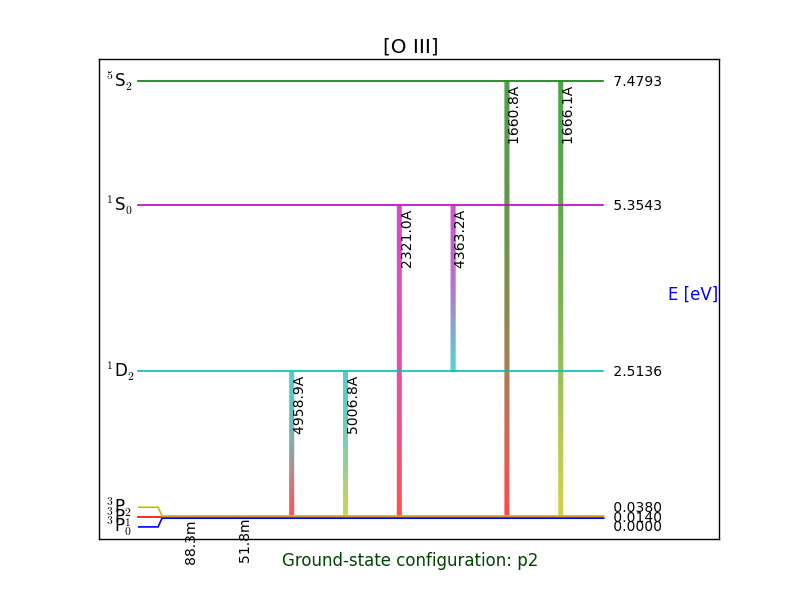 [O III]
⁵S₂
7.4793
1660.8A
1666.1A
¹S₀
5.3543
2321.0A
4363.2A
E [eV]
¹D₂
2.5136
4958.9A
5006.8A
³P₂
0.0380
³P₁
0.0140
³P₀
0.0000
88.3m
51.8m
Ground-state configuration: p2